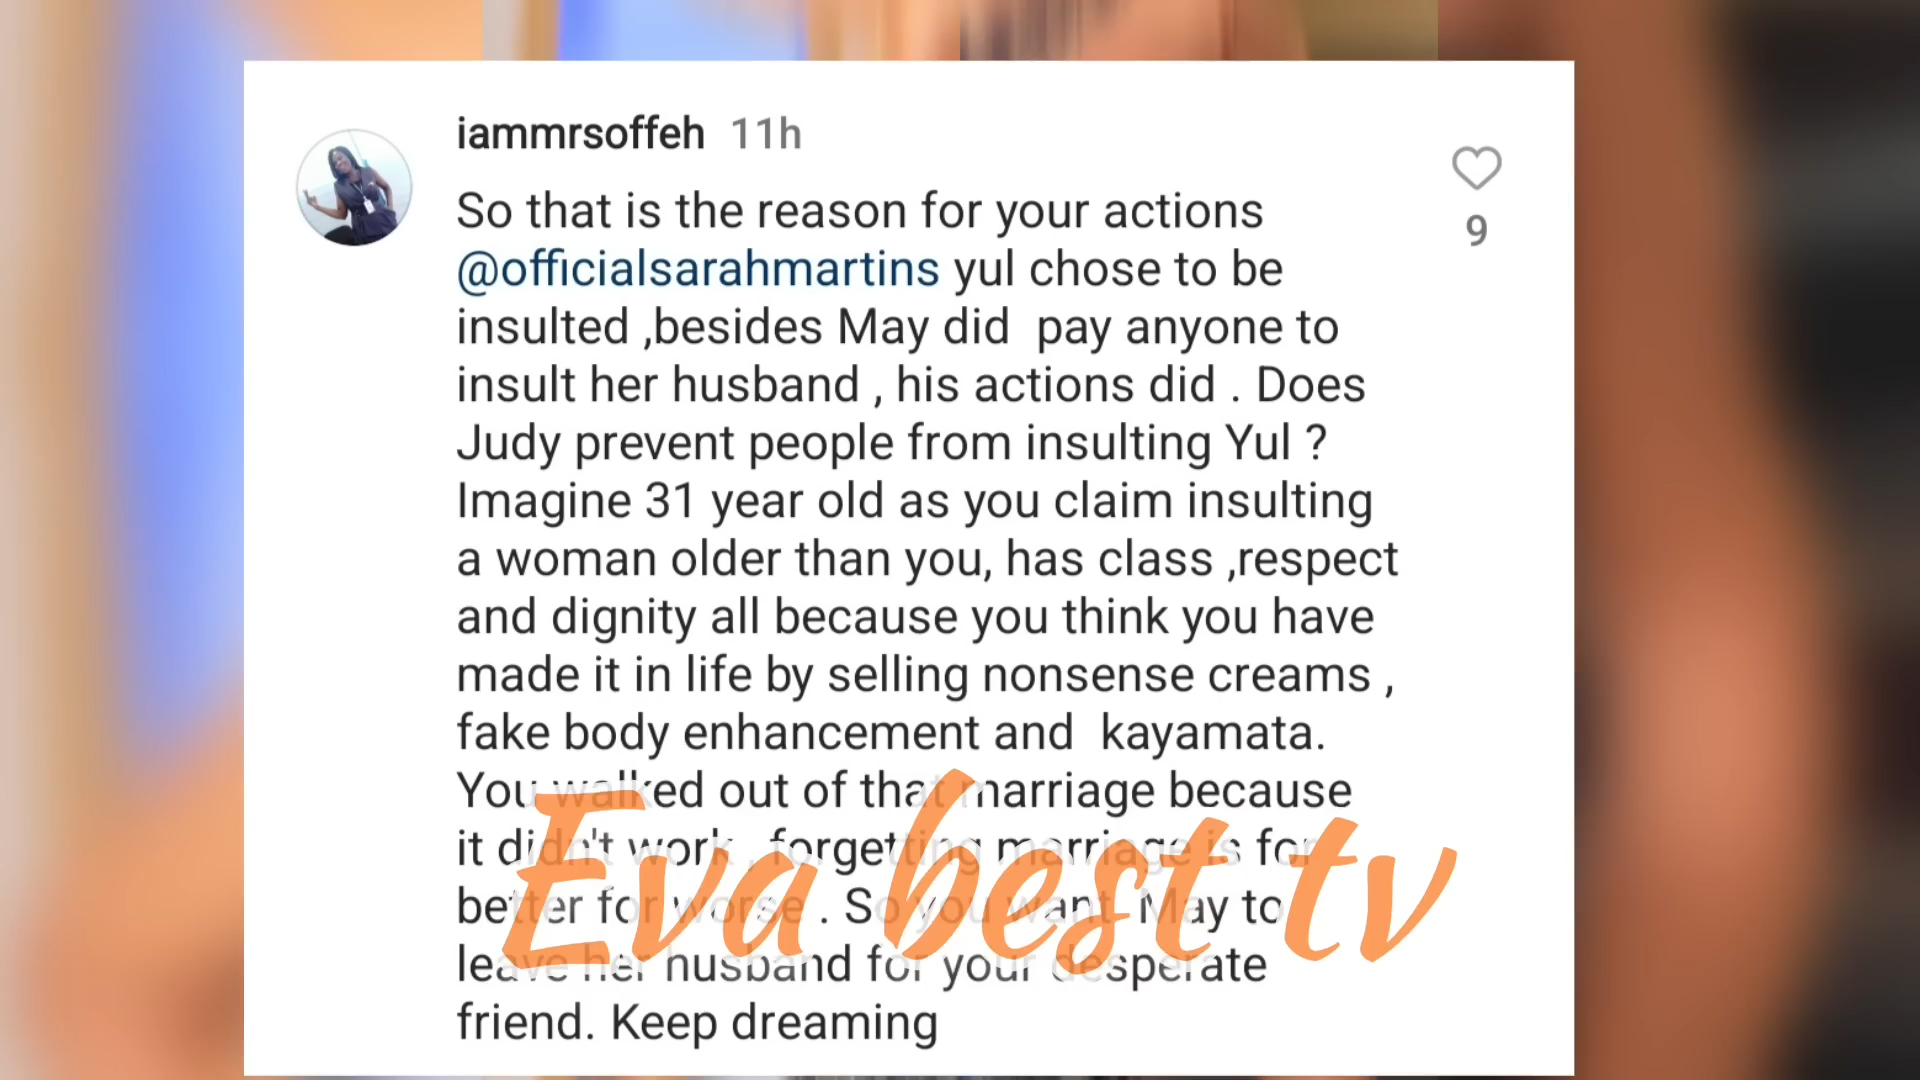 iammrsoffeh 11h
So that is the reason for your actions
@officialsarahmartins yul chose to be
insulted ,besides May did  pay anyone to
insult her husband , his actions did . Does
Judy prevent people from insulting Yul ?
Imagine 31 year old as you claim insulting
a woman older than you, has class ,respect
and dignity all because you think you have
made it in life by selling nonsense creams ,
fake body enhancement and  kayamata.
You walked out of that marriage because
it didn't work , forgetting marriage is for
better for worse . So you want  May to
leave her husband for your desperate
friend. Keep dreaming
9
Eva best tv